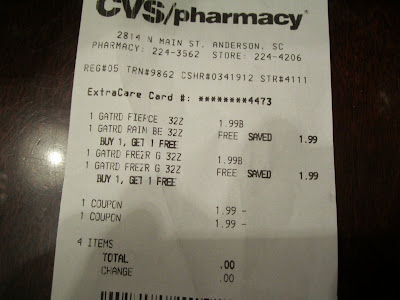 CVS/pharmacy
2814 N MAIN ST. ANDERSON, SC
PHARMACY: 224-3562 STORE: 224-4206
REG#05 TRN#9862 CSHR#0341912 STR#4111
ExtraCare Card #: ********4473
1 GATRD FIERCE 32Z 1.99B
1 GATRD RAIN BE 32Z FREE SAVED 1.99
BUY 1, GET 1 FREE
1 GATRD FREZR G 32Z 1.99B
1 GATRD FREZR G 32Z FREE SAVED 1.99
BUY 1, GET 1 FREE
1 COUPON 1.99 -
1 COUPON 1.99 -
4 ITEMS
TOTAL .00
CHANGE .00